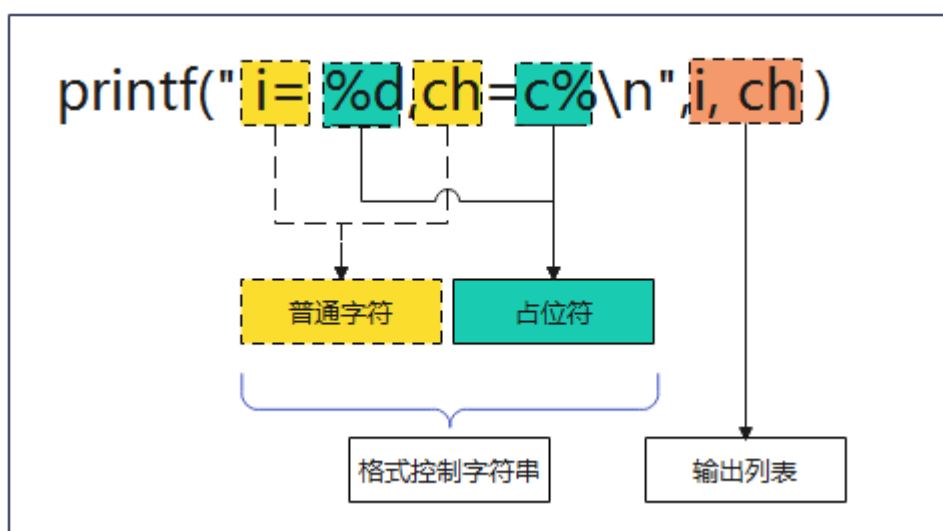 printf(" i= %d,ch=c%\n",i, ch )
普通字符 占位符
格式控制字符串 输出列表